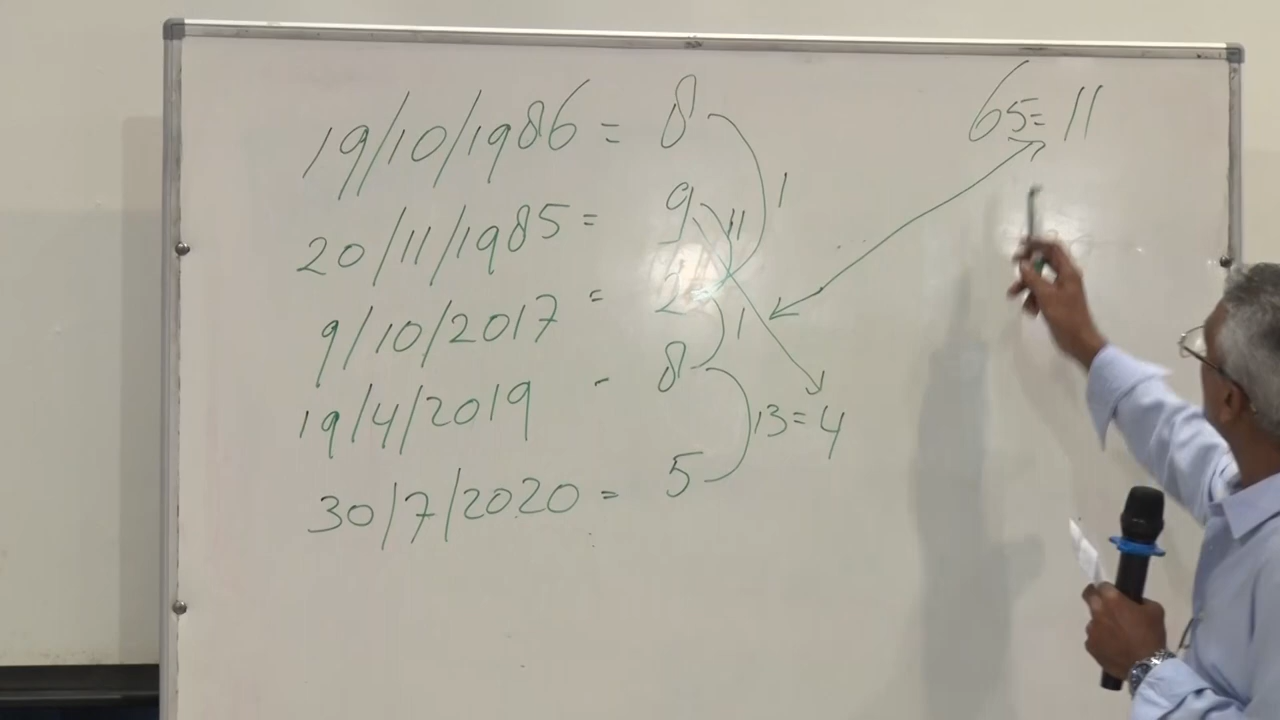 19/10/1986 = 8
20/11/1985 = 9
9/10/2017 = 2
19/4/2019 - 8
30/7/2020 = 5
1
11
1
13 = 4
65 = 11